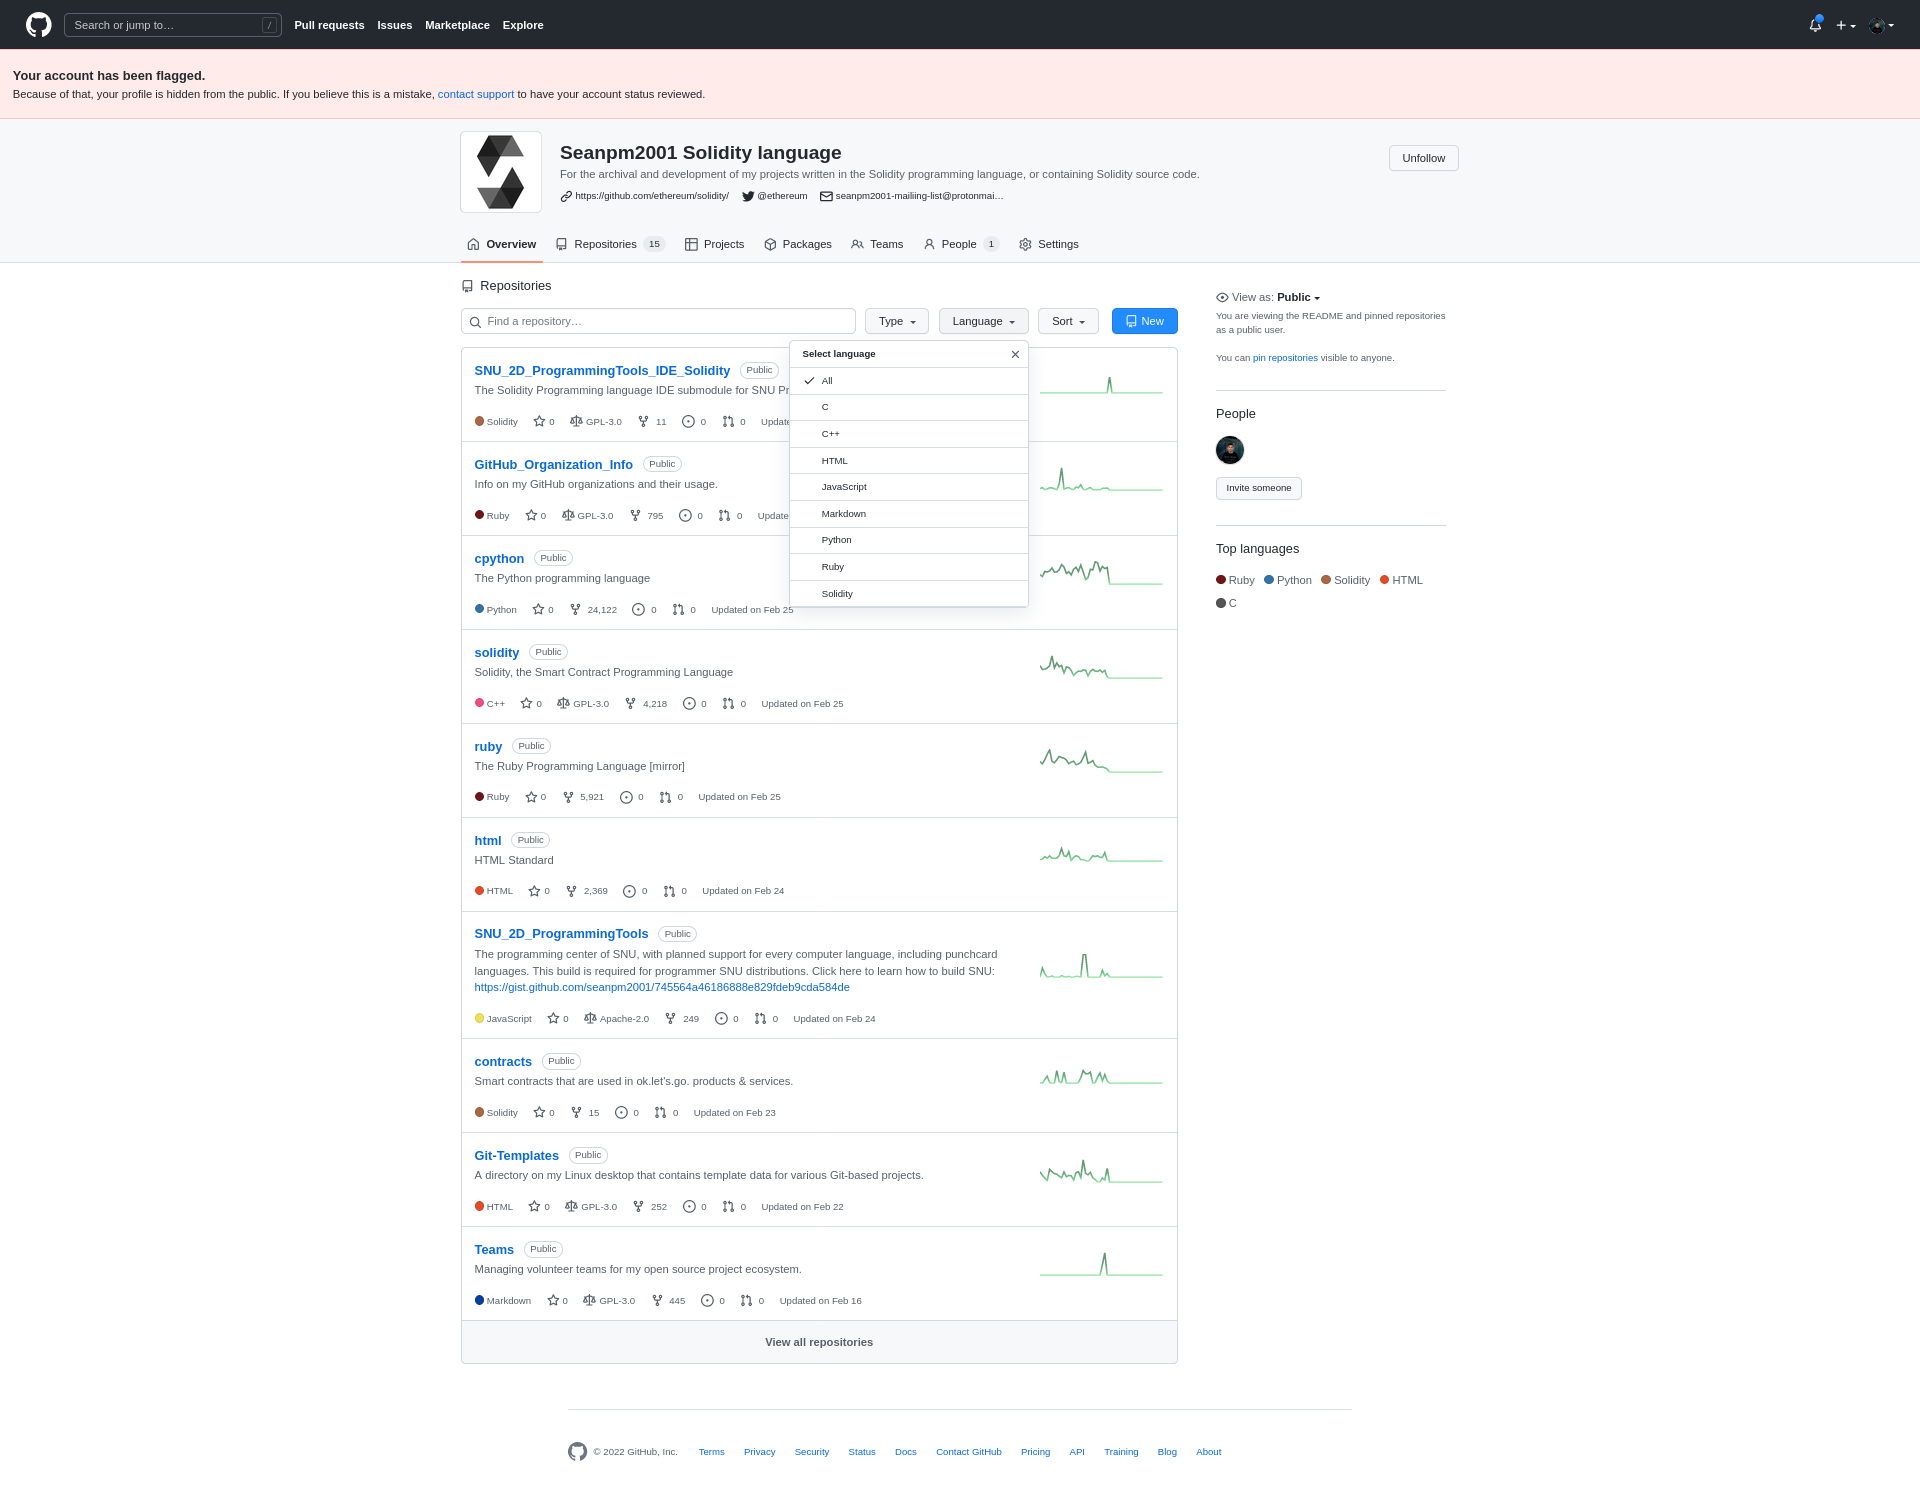 Search or jump to…
/
Pull requests
Issues
Marketplace
Explore
Your account has been flagged.
Because of that, your profile is hidden from the public. If you believe this is a mistake, contact support to have your account status reviewed.
Seanpm2001 Solidity language
For the archival and development of my projects written in the Solidity programming language, or containing Solidity source code.
https://github.com/ethereum/solidity/ @ethereum seanpm2001-mailiing-list@protonmai…
Unfollow
Overview
Repositories 15
Projects
Packages
Teams
People 1
Settings
Repositories
Find a repository…
Type
Language
Sort
New
Select language
All
C
C++
HTML
JavaScript
Markdown
Python
Ruby
Solidity
SNU_2D_ProgrammingTools_IDE_Solidity Public
The Solidity Programming language IDE submodule for SNU Pr
Solidity 0 GPL-3.0 11 0 0 Update
GitHub_Organization_Info Public
Info on my GitHub organizations and their usage.
Ruby 0 GPL-3.0 795 0 0 Update
cpython Public
The Python programming language
Python 0 24,122 0 0 Updated on Feb 25
solidity Public
Solidity, the Smart Contract Programming Language
C++ 0 GPL-3.0 4,218 0 0 Updated on Feb 25
ruby Public
The Ruby Programming Language [mirror]
Ruby 0 5,921 0 0 Updated on Feb 25
html Public
HTML Standard
HTML 0 2,369 0 0 Updated on Feb 24
SNU_2D_ProgrammingTools Public
The programming center of SNU, with planned support for every computer language, including punchcard
languages. This build is required for programmer SNU distributions. Click here to learn how to build SNU:
https://gist.github.com/seanpm2001/745564a46186888e829fdeb9cda584de
JavaScript 0 Apache-2.0 249 0 0 Updated on Feb 24
contracts Public
Smart contracts that are used in ok.let's.go. products & services.
Solidity 0 15 0 0 Updated on Feb 23
Git-Templates Public
A directory on my Linux desktop that contains template data for various Git-based projects.
HTML 0 GPL-3.0 252 0 0 Updated on Feb 22
Teams Public
Managing volunteer teams for my open source project ecosystem.
Markdown 0 GPL-3.0 445 0 0 Updated on Feb 16
View all repositories
View as: Public
You are viewing the README and pinned repositories
as a public user.
You can pin repositories visible to anyone.
People
Invite someone
Top languages
Ruby Python Solidity HTML
C
© 2022 GitHub, Inc.
Terms
Privacy
Security
Status
Docs
Contact GitHub
Pricing
API
Training
Blog
About